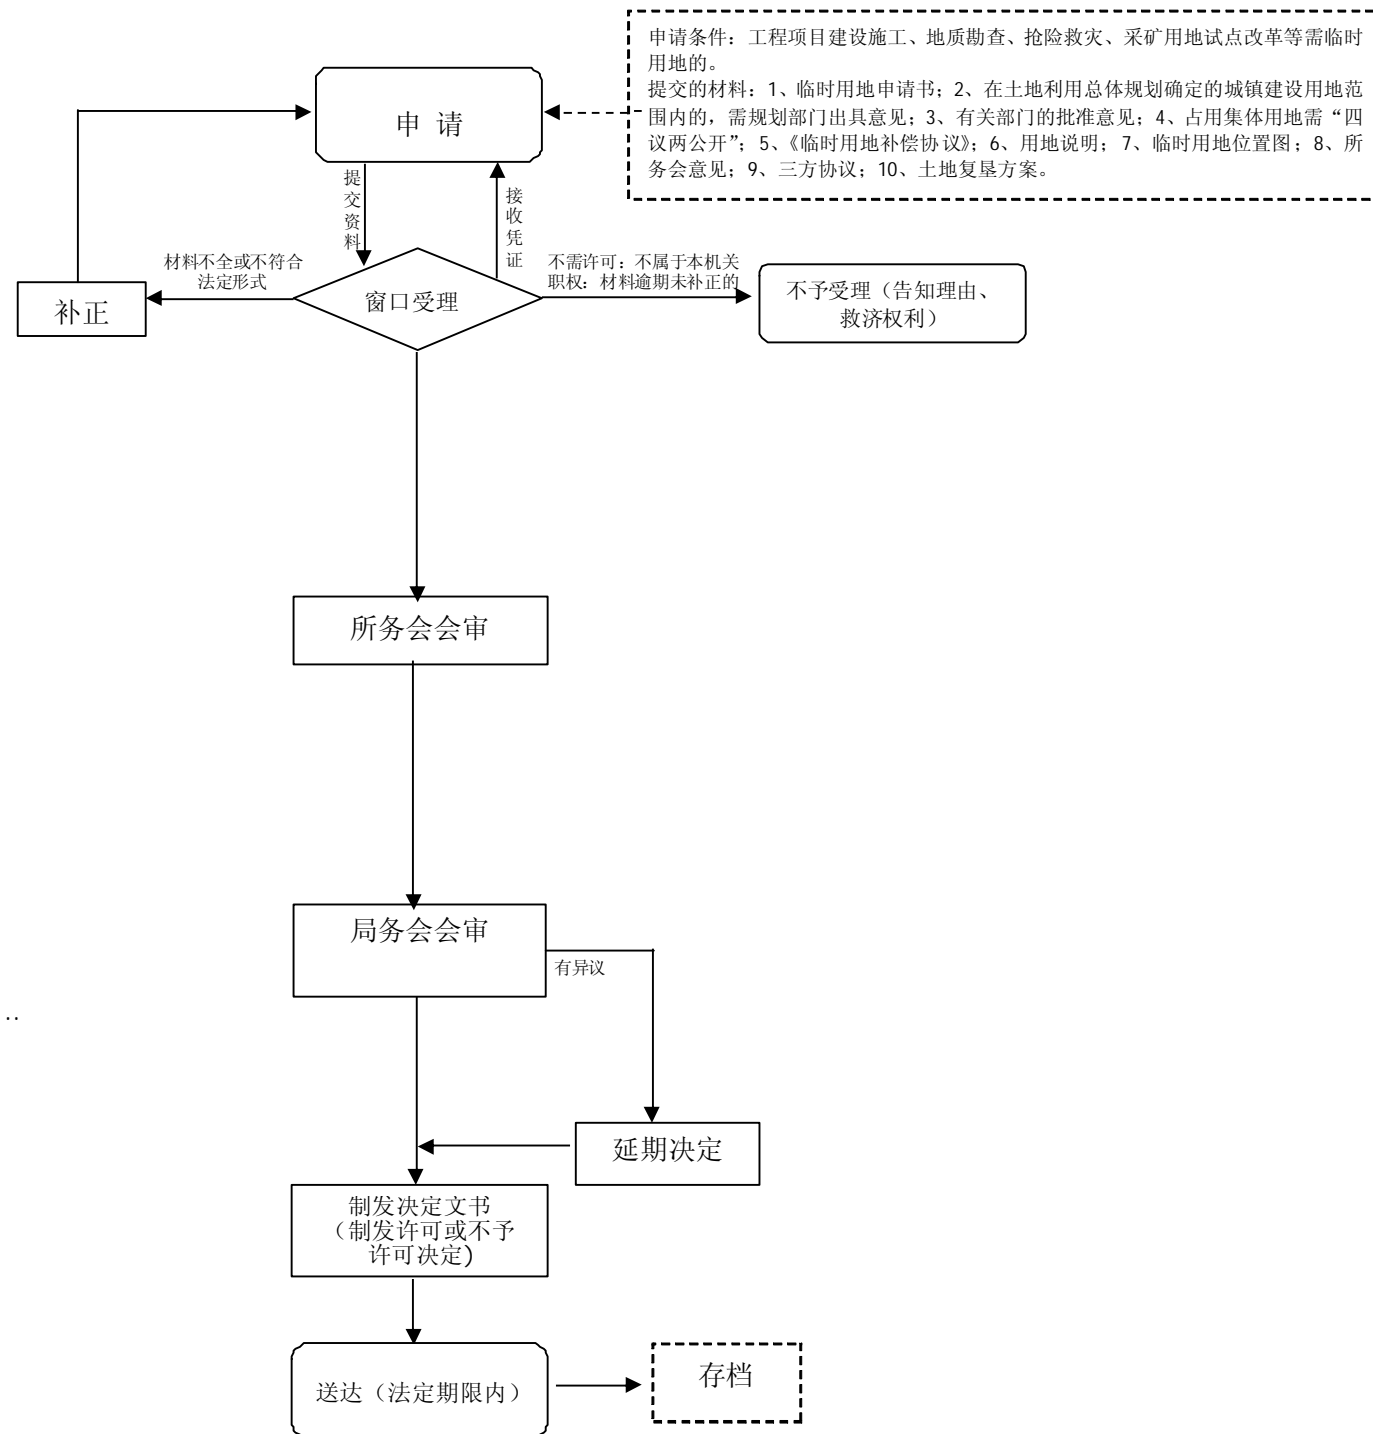 申请条件：工程项目建设施工、地质勘查、抢险救灾、采矿用地试点改革等需临时
用地的。
提交的材料：1、临时用地申请书；2、在土地利用总体规划确定的城镇建设用地范
围内的，需规划部门出具意见；3、有关部门的批准意见；4、占用集体用地需“四
议两公开”；5、《临时用地补偿协议》；6、用地说明；7、临时用地位置图；8、所
务会意见；9、三方协议；10、土地复垦方案。
申 请
提交资料
接收凭证
材料不全或不符合
法定形式
补正
窗口受理
不需许可：不属于本机关
职权：材料逾期未补正的
不予受理（告知理由、
救济权利）
所务会会审
局务会会审
有异议
..
延期决定
制发决定文书
（制发许可或不予
许可决定)
送达（法定期限内）
存档